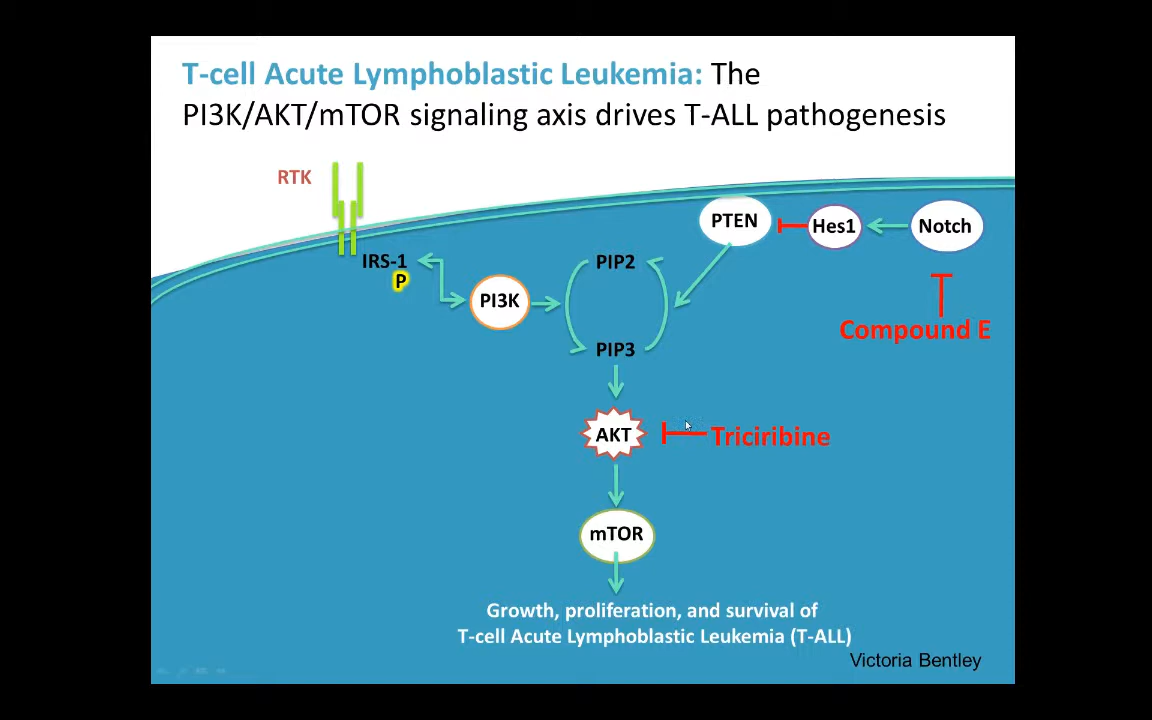 T-cell Acute Lymphoblastic Leukemia: The
PI3K/AKT/mTOR signaling axis drives T-ALL pathogenesis
RTK
PTEN
Hes1
Notch
IRS-1
P
PIP2
PI3K
Compound E
PIP3
AKT
Triciribine
mTOR
Growth, proliferation, and survival of
T-cell Acute Lymphoblastic Leukemia (T-ALL)
Victoria Bentley